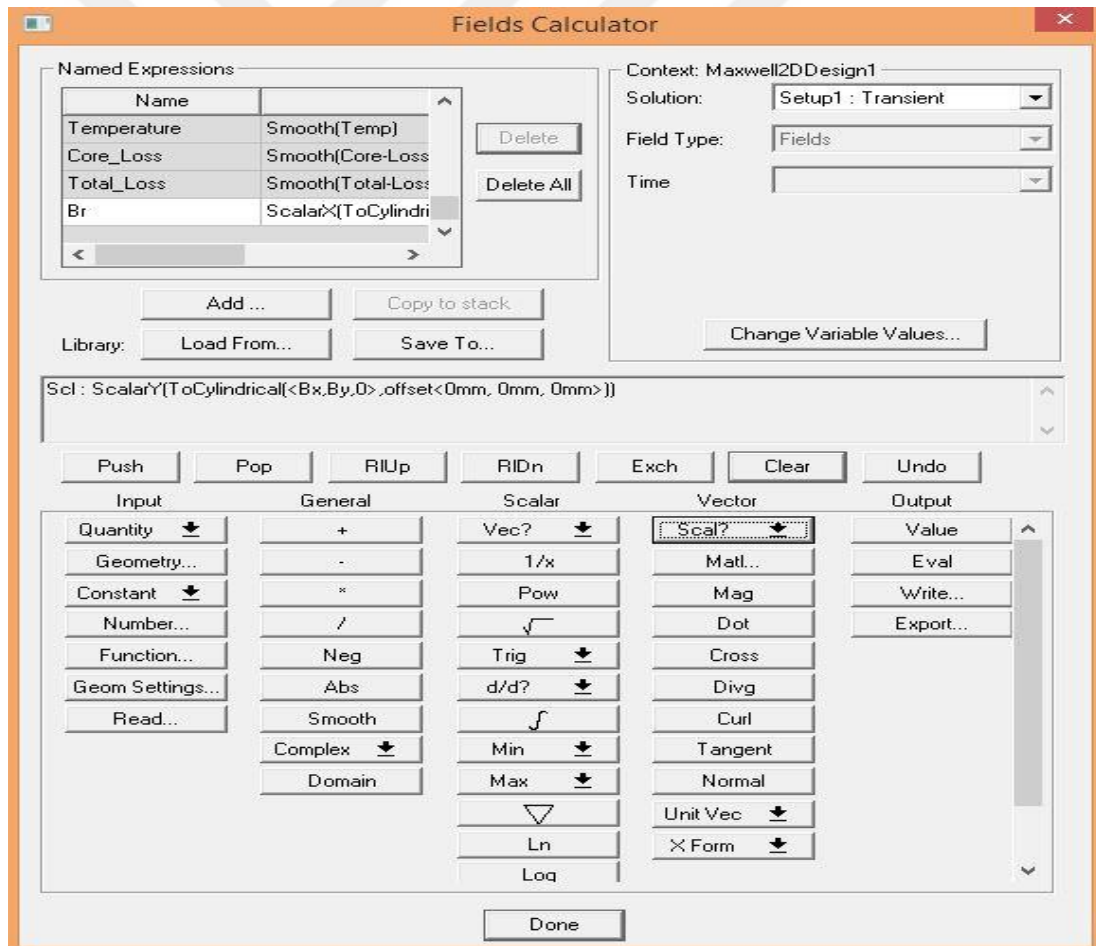 Fields Calculator
Named Expressions
Name
Temperature Smooth(Temp)
Core_Loss Smooth(Core-Loss
Total_Loss Smooth(Total-Loss
Br ScalarX(ToCylindri
Delete
Delete All
Context: Maxwell2DDesign1
Solution: Setup1 : Transient
Field Type: Fields
Time
Add ... Copy to stack
Library: Load From... Save To...
Change Variable Values...
Scl : ScalarY(ToCylindrical(<Bx,By,0>,offset<0mm, 0mm, 0mm>))
Push Pop RlUp RlDn Exch Clear Undo
Input General Scalar Vector Output
Quantity + Vec? Scal? Value
Geometry... - 1/x Matl... Eval
Constant * Pow Mag Write...
Number... / √ Dot Export...
Function... Neg Trig Cross
Geom Settings... Abs d/d? Divg
Read... Smooth ∫ Curl
Complex Min Tangent
Domain Max Normal
▽ Unit Vec
Ln X Form
Log
Done